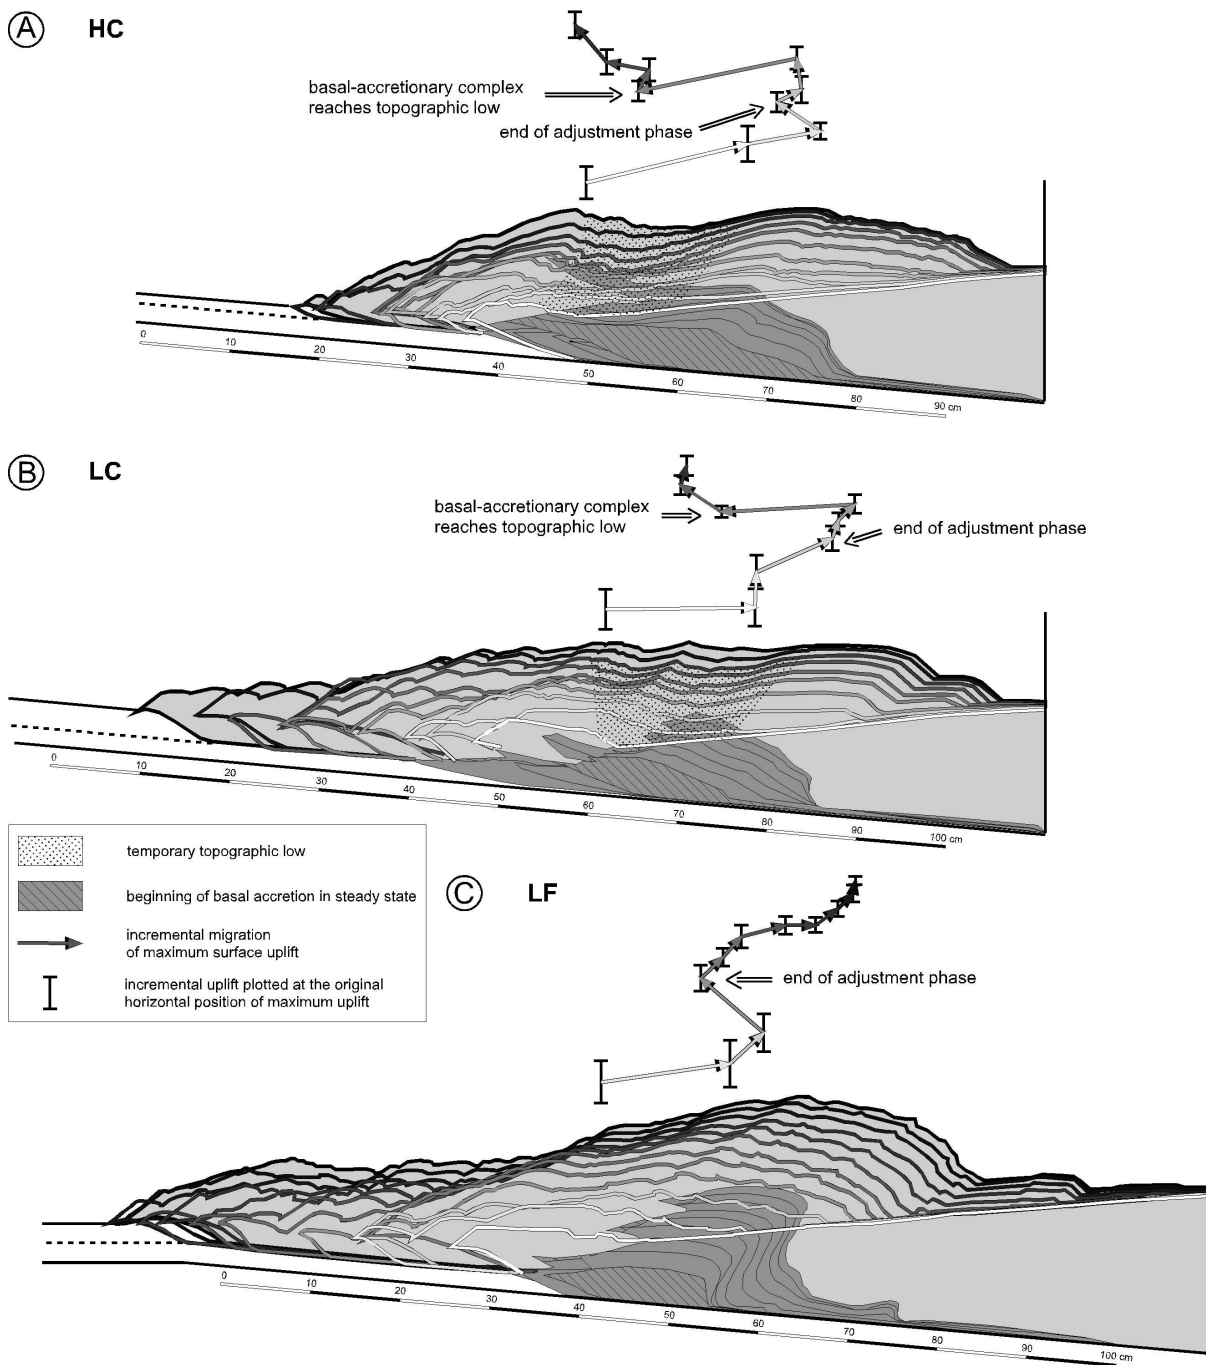 A HC
basal-accretionary complex
reaches topographic low
end of adjustment phase
0 10 20 30 40 50 60 70 80 90 cm
B LC
basal-accretionary complex
reaches topographic low
end of adjustment phase
0 10 20 30 40 50 60 70 80 90 100 cm
temporary topographic low
beginning of basal accretion in steady state
incremental migration
of maximum surface uplift
incremental uplift plotted at the original
horizontal position of maximum uplift
C LF
end of adjustment phase
0 10 20 30 40 50 60 70 80 90 100 cm